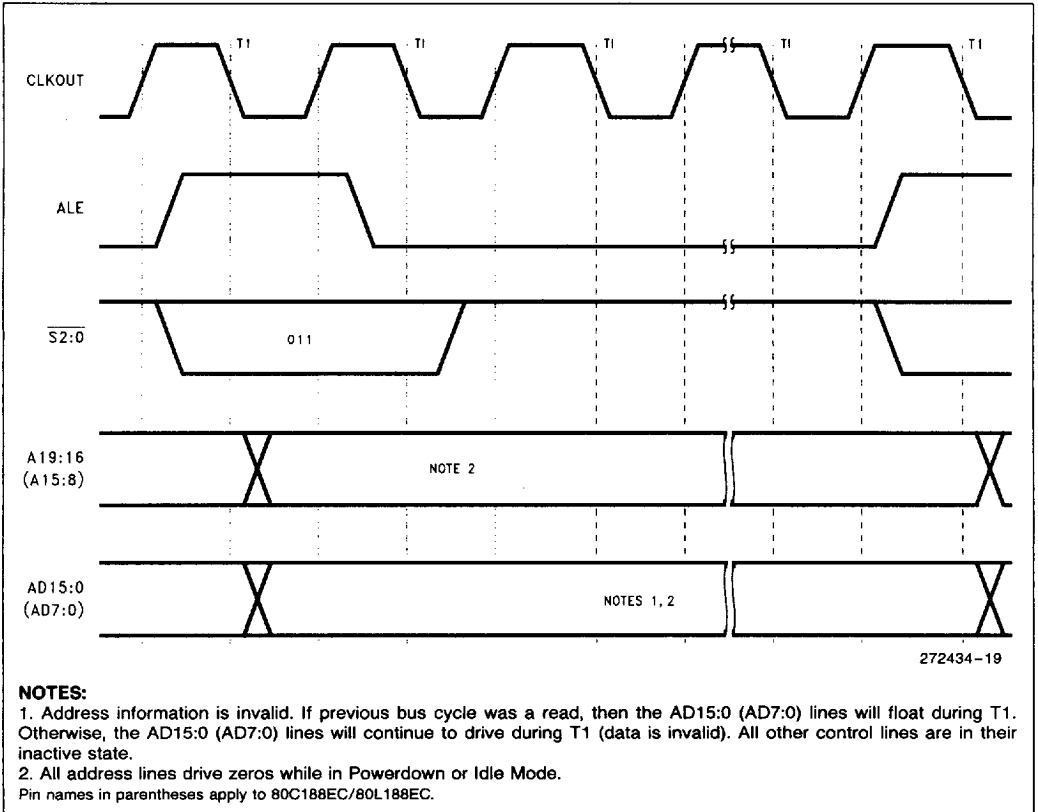 T1 TI TI TI T1
CLKOUT
ALE
S2:0
011
A19:16
(A15:8)
NOTE 2
AD15:0
(AD7:0)
NOTES 1,2
272434-19
NOTES:
1. Address information is invalid. If previous bus cycle was a read, then the AD15:0 (AD7:0) lines will float during T1.
Otherwise, the AD15:0 (AD7:0) lines will continue to drive during T1 (data is invalid). All other control lines are in their
inactive state.
2. All address lines drive zeros while in Powerdown or Idle Mode.
Pin names in parentheses apply to 80C188EC/80L188EC.